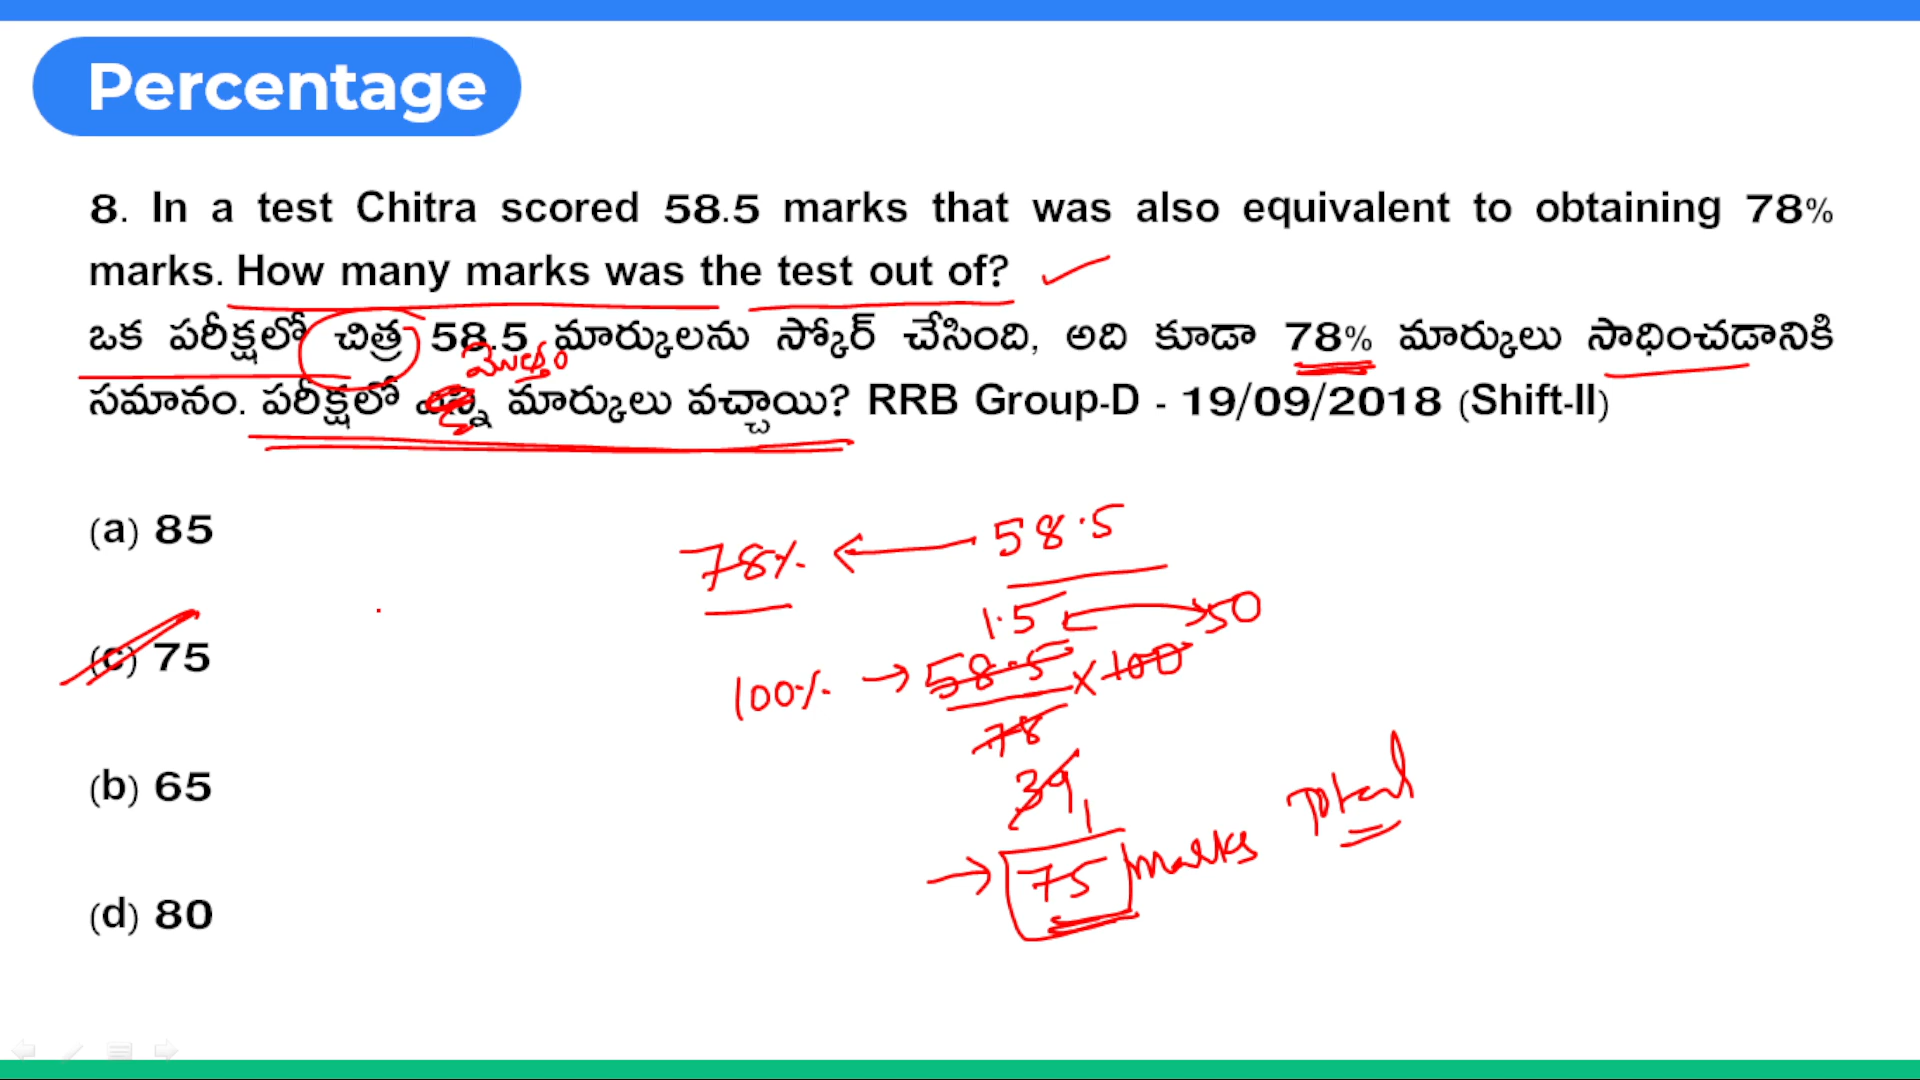 Percentage
8. In a test Chitra scored 58.5 marks that was also equivalent to obtaining 78%
marks. How many marks was the test out of?
ఒక పరీక్షలో చిత్ర 58.5 మార్కులను స్కోర్ చేసింది, అది కూడా 78% మార్కులు సాధించడానికి
మొత్తం
సమానం. పరీక్షలో ఎన్ని మార్కులు వచ్చాయి? RRB Group-D - 19/09/2018 (Shift-II)
(a) 85
78% ← 58.5
1.5 50
(c) 75
100% → 58.5 x 100
78
(b) 65
39 1
Total
→ 75 marks
(d) 80